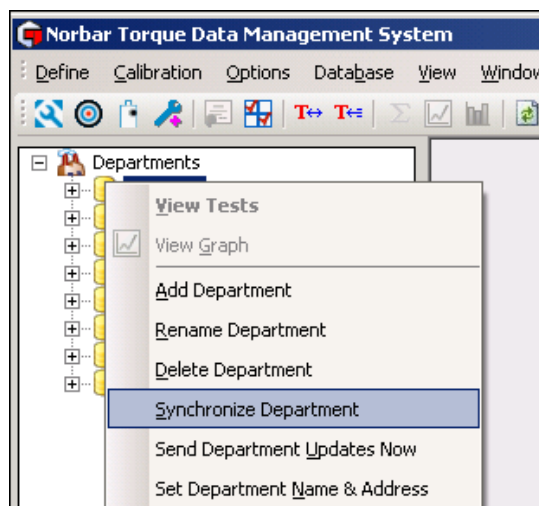 Norbar Torque Data Management System
Define Calibration Options Database View Window
T↔ T⇐ Σ
Departments
View Tests
View Graph
Add Department
Rename Department
Delete Department
Synchronize Department
Send Department Updates Now
Set Department Name & Address